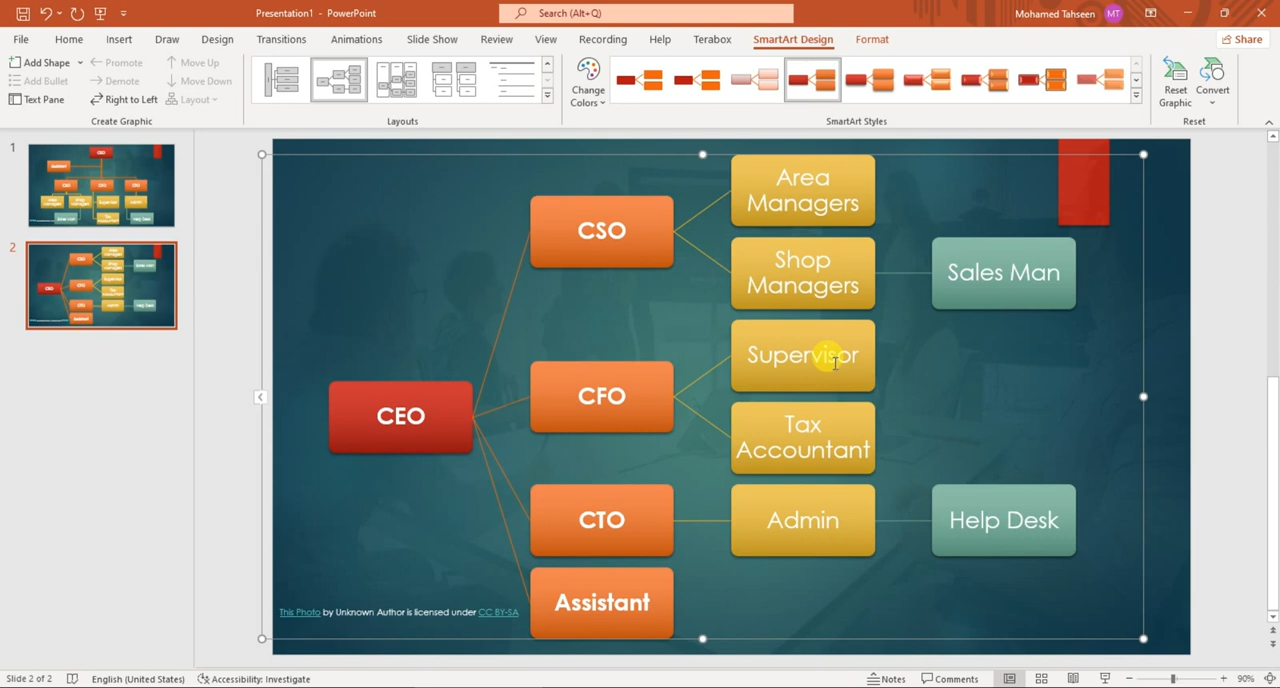 Presentation1 - PowerPoint
Search (Alt+Q)
Mohamed Tahseen
MT
File
Home
Insert
Draw
Design
Transitions
Animations
Slide Show
Review
View
Recording
Help
Terabox
SmartArt Design
Format
Share
Add Shape
Promote
Move Up
Add Bullet
Demote
Move Down
Text Pane
Right to Left
Layout
Create Graphic
Layouts
Change
Colors
SmartArt Styles
Reset
Graphic
Convert
Reset
1
2
CEO
CSO
CFO
CTO
Assistant
Area
Managers
Shop
Managers
Supervisor
Tax
Accountant
Admin
Sales Man
Help Desk
This Photo by Unknown Author is licensed under CC BY-SA
Slide 2 of 2
English (United States)
Accessibility: Investigate
Notes
Comments
90%